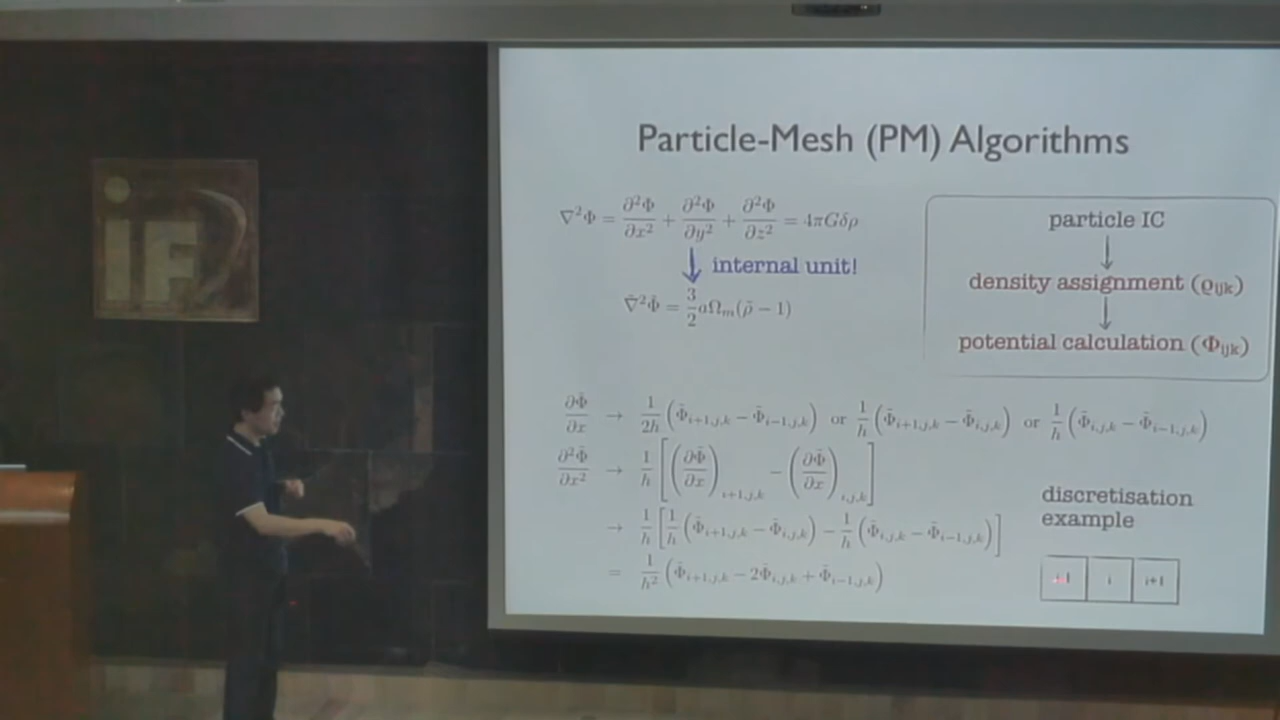 iF
Particle-Mesh (PM) Algorithms
∇²Φ = ∂²Φ/∂x² + ∂²Φ/∂y² + ∂²Φ/∂z² = 4πGδρ
internal unit!
∇̃²Φ̃ = 3/2 aΩₘ(ρ̃ − 1)
particle IC
density assignment (ϱijk)
potential calculation (Φijk)
∂Φ̃/∂x → 1/2h (Φ̃i+1,j,k − Φ̃i−1,j,k) or 1/h (Φ̃i+1,j,k − Φ̃i,j,k) or 1/h (Φ̃i,j,k − Φ̃i−1,j,k)
∂²Φ̃/∂x² → 1/h [(∂Φ̃/∂x)i+1,j,k − (∂Φ̃/∂x)i,j,k]
→ 1/h [1/h (Φ̃i+1,j,k − Φ̃i,j,k) − 1/h (Φ̃i,j,k − Φ̃i−1,j,k)]
= 1/h² (Φ̃i+1,j,k − 2Φ̃i,j,k + Φ̃i−1,j,k)
discretisation
example
i-1 i i+1